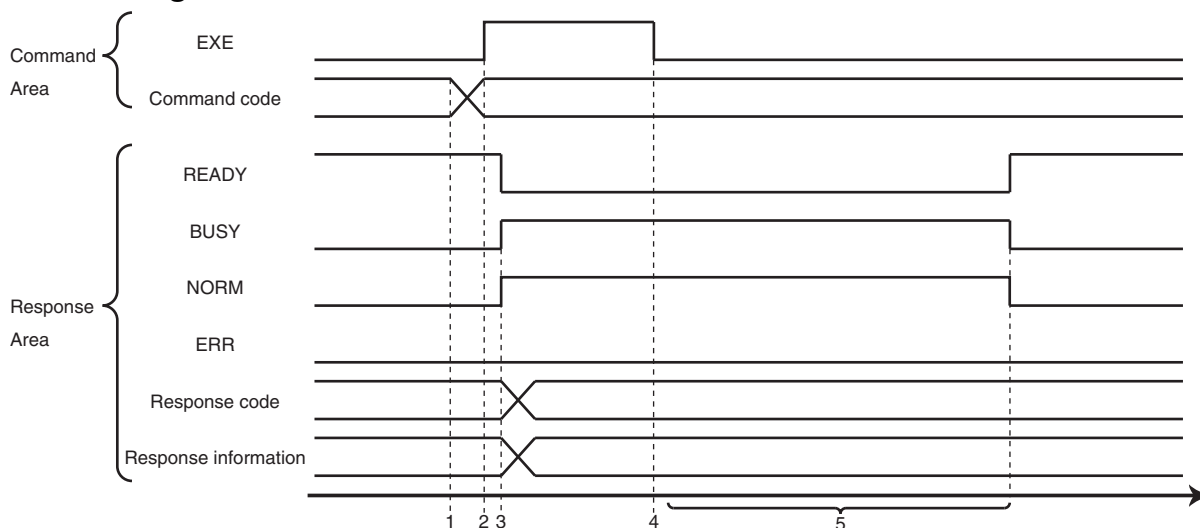 Command
Area
EXE
Command code
Response
Area
READY
BUSY
NORM
ERR
Response code
Response information
1 2 3 4 5